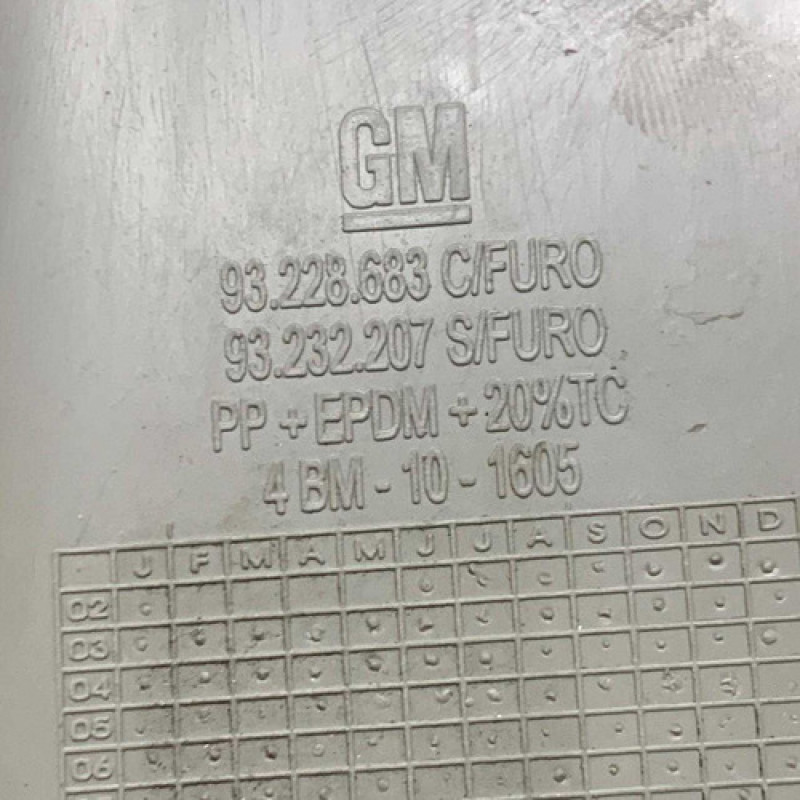 GM
93.228.683 C/FURO
93.232.207 S/FURO
PP + EPDM + 20%TC
4 BM - 10 - 1605
J F M A M J J A S O N D
02
03
04
05
06